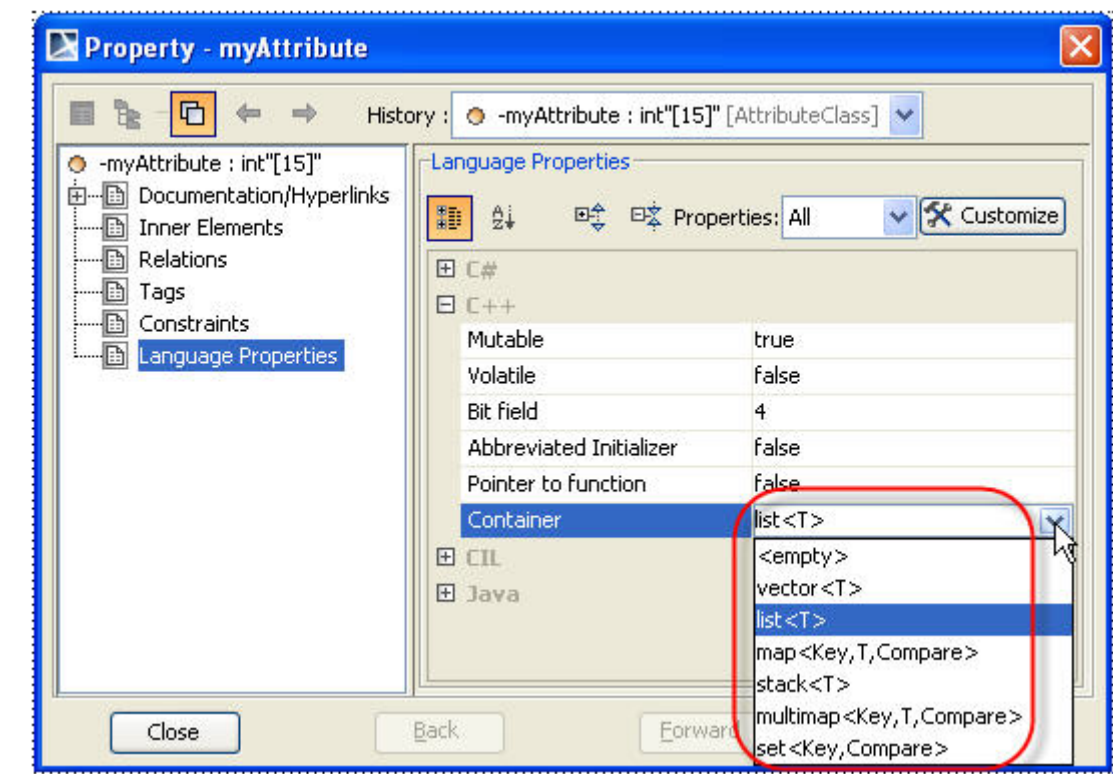 Property - myAttribute
History : -myAttribute : int"[15]" [AttributeClass]
-myAttribute : int"[15]"
Documentation/Hyperlinks
Inner Elements
Relations
Tags
Constraints
Language Properties
Language Properties
Properties: All Customize
C#
C++
Mutable true
Volatile false
Bit field 4
Abbreviated Initializer false
Pointer to function false
Container list<T>
CIL
Java
<empty>
vector<T>
list<T>
map<Key,T,Compare>
stack<T>
multimap<Key,T,Compare>
set<Key,Compare>
Close Back Forward